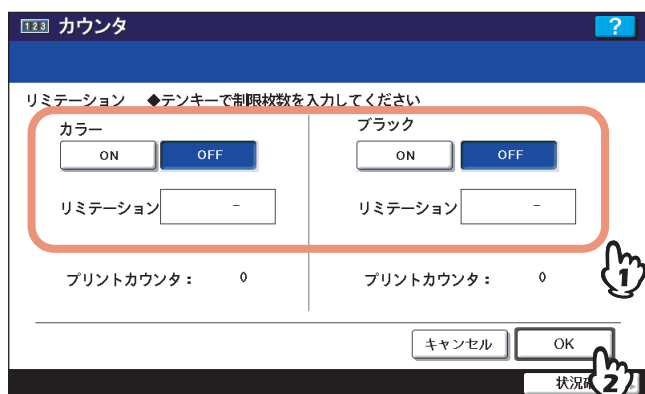 123 カウンタ ?
リミテーション ◆テンキーで制限枚数を入力してください
カラー ブラック
ON OFF ON OFF
リミテーション - リミテーション -
プリントカウンタ: 0 プリントカウンタ: 0
1
キャンセル OK
状況
2